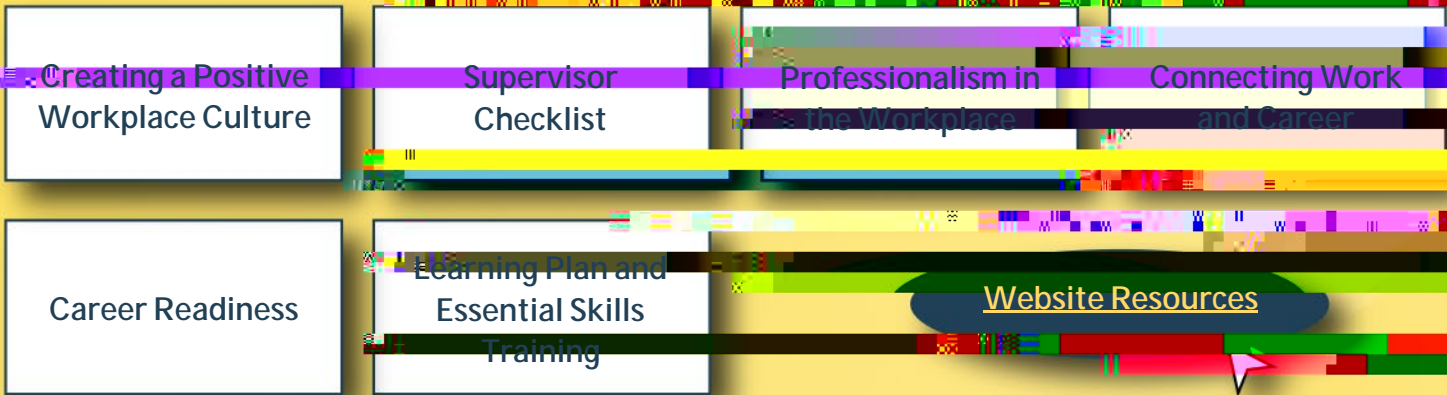 Creating a Positive
Workplace Culture
Supervisor
Checklist
Professionalism in
the Workplace
Connecting Work
and Career
Career Readiness
Learning Plan and
Essential Skills
Training
Website Resources